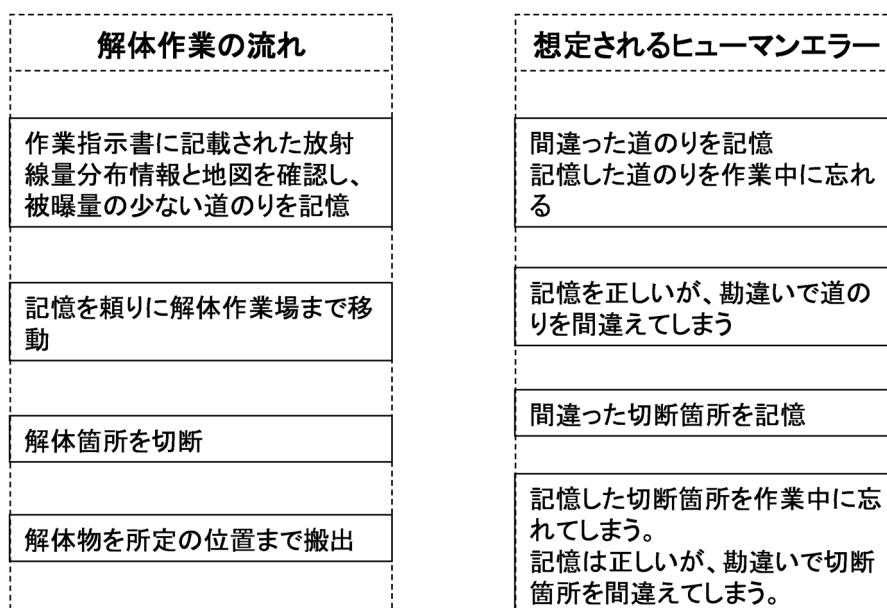 解体作業の流れ
作業指示書に記載された放射
線量分布情報と地図を確認し、
被曝量の少ない道のりを記憶
記憶を頼りに解体作業場まで移
動
解体箇所を切断
解体物を所定の位置まで搬出
想定されるヒューマンエラー
間違った道のりを記憶
記憶した道のりを作業中に忘れ
る
記憶を正しいが、勘違いで道の
りを間違えてしまう
間違った切断箇所を記憶
記憶した切断箇所を作業中に忘
れてしまう。
記憶は正しいが、勘違いで切断
箇所を間違えてしまう。